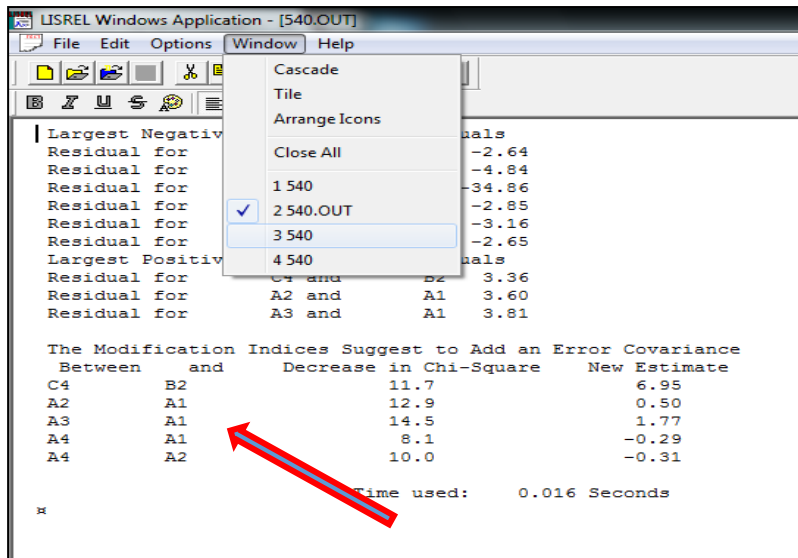 LISREL Windows Application - [540.OUT]
File Edit Options Window Help
Cascade
Tile
Arrange Icons
Close All
1 540
2 540.OUT
3 540
4 540
B I U S
Largest Negativ uals
Residual for -2.64
Residual for -4.84
Residual for -34.86
Residual for -2.85
Residual for -3.16
Residual for -2.65
Largest Positiv uals
Residual for C4 and B2 3.36
Residual for A2 and A1 3.60
Residual for A3 and A1 3.81
The Modification Indices Suggest to Add an Error Covariance
Between and Decrease in Chi-Square New Estimate
C4 B2 11.7 6.95
A2 A1 12.9 0.50
A3 A1 14.5 1.77
A4 A1 8.1 -0.29
A4 A2 10.0 -0.31
Time used: 0.016 Seconds